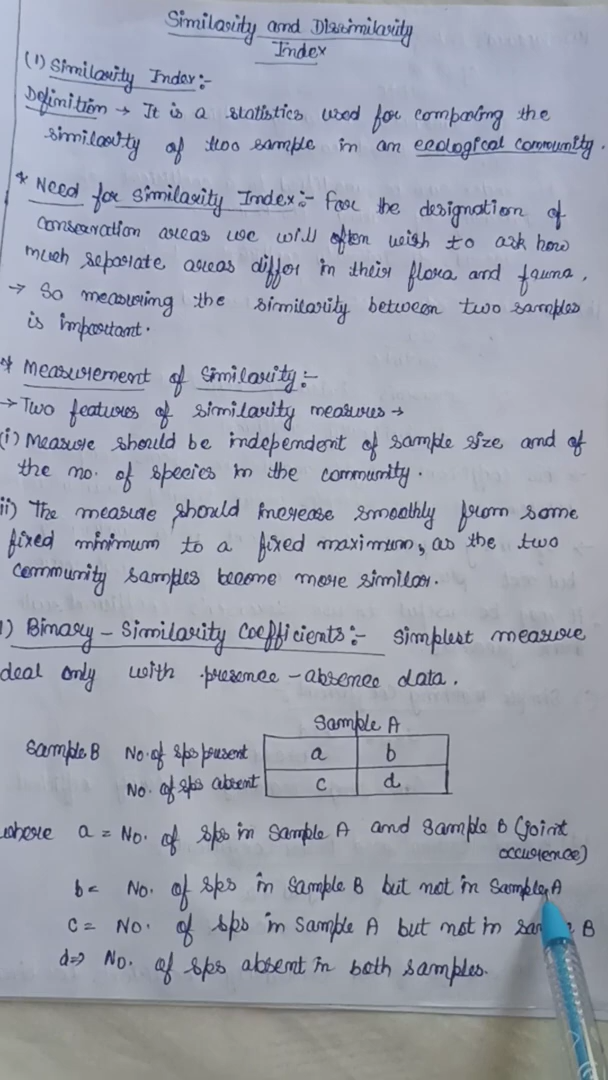 Similarity and Dissimilarity
Index
(1) Similarity Index:-
Definition → It is a statistics used for comparing the
similarity of two sample in an ecological community.
* Need for similarity Index:- For the designation of
conservation areas we will often wish to ask how
much separate areas differ in their flora and fauna.
→ So measuring the similarity between two samples
is important.
* Measurement of Similarity:-
→ Two features of similarity measures →
(i) Measure should be independent of sample size and of
the no. of species in the community.
ii) The measure should increase smoothly from some
fixed minimum to a fixed maximum, as the two
community samples become more similar.
1) Binary - Similarity Coefficients:- Simplest measure
deal only with presence - absence data.
Sample A
Sample B No. of sps present a b
No. of sps absent c d
where a = No. of sps in Sample A and Sample B (joint
occurence)
b = No. of sps in Sample B but not in Sample A
c = No. of sps in Sample A but not in B
d => No. of sps absent in both samples.